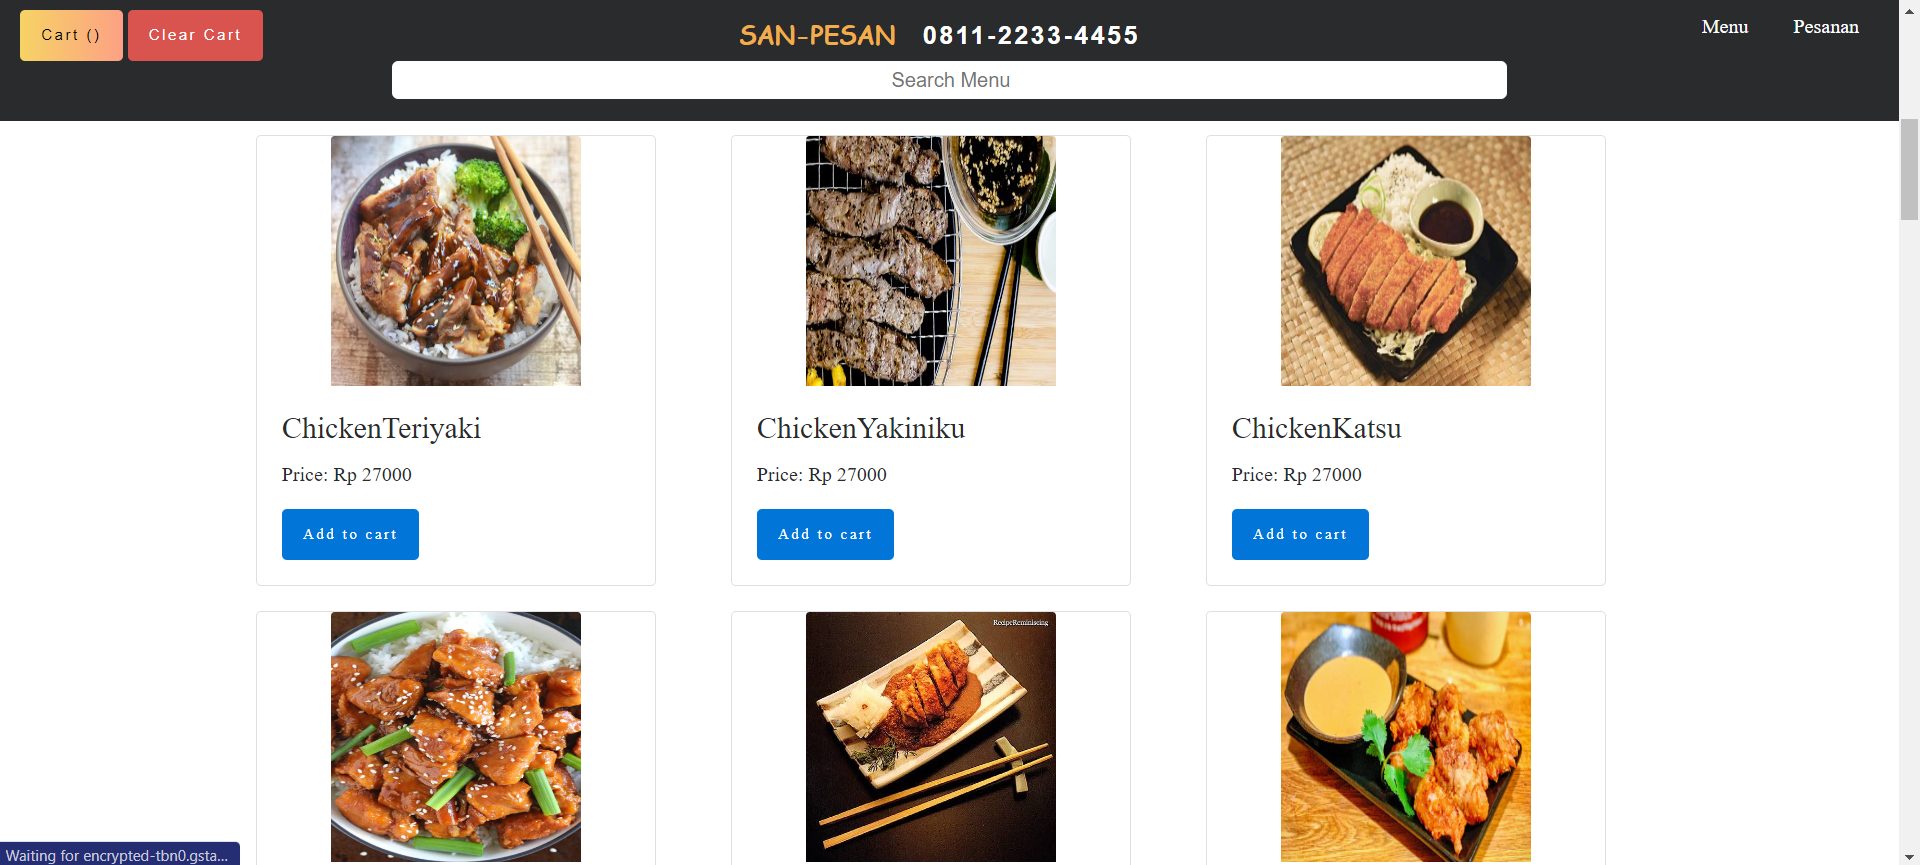 Cart ()
Clear Cart
SAN-PESAN 0811-2233-4455
Menu
Pesanan
Search Menu
ChickenTeriyaki
Price: Rp 27000
Add to cart
ChickenYakiniku
Price: Rp 27000
Add to cart
ChickenKatsu
Price: Rp 27000
Add to cart
RecipeReminiscing
Waiting for encrypted-tbn0.gsta...